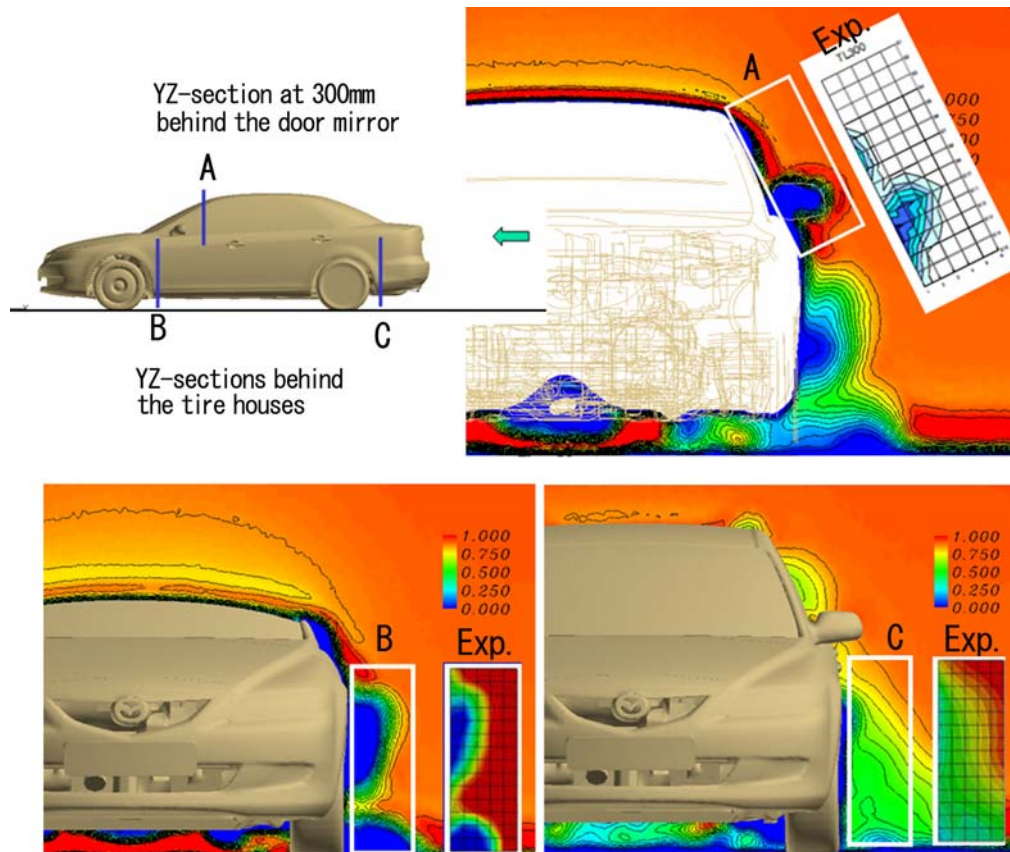 YZ-section at 300mm
behind the door mirror
A
B
C
YZ-sections behind
the tire houses
A
Exp.
TL300
B
Exp.
1.000
0.750
0.500
0.250
0.000
C
Exp.
1.000
0.750
0.500
0.250
0.000